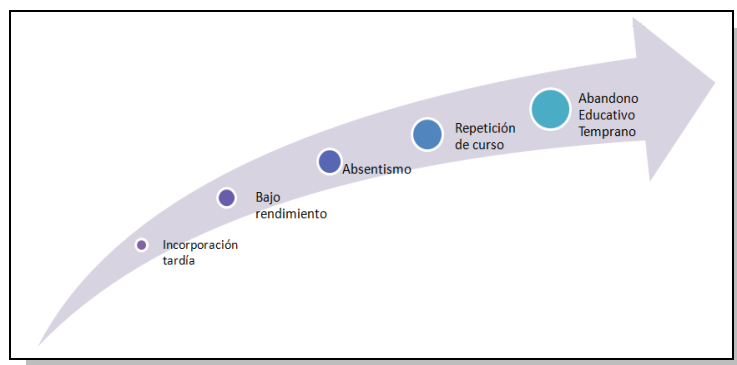 Incorporación
tardía
Bajo
rendimiento
Absentismo
Repetición
de curso
Abandono
Educativo
Temprano